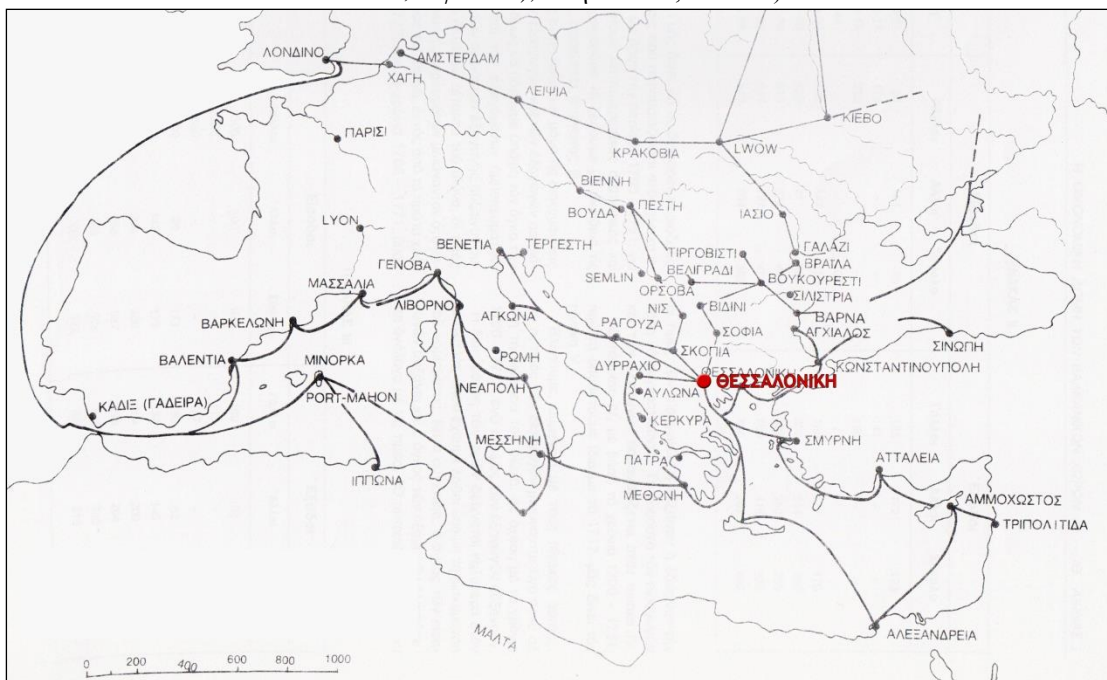 ΛΟΝΔΙΝΟ
ΑΜΣΤΕΡΔΑΜ
ΧΑΓΗ
ΛΕΙΨΙΑ
ΚΙΕΒΟ
ΠΑΡΙΣΙ
ΚΡΑΚΟΒΙΑ
LWOW
ΒΙΕΝΝΗ
ΒΟΥΔΑ
ΠΕΣΤΗ
ΙΑΣΙΟ
LYON
ΒΕΝΕΤΙΑ
ΤΕΡΓΕΣΤΗ
ΤΙΡΓΟΒΙΣΤΙ
ΓΑΛΑΖΙ
ΓΕΝΟΒΑ
SEMLIN
ΒΕΛΙΓΡΑΔΙ
ΒΡΑΪΛΑ
ΒΟΥΚΟΥΡΕΣΤΙ
ΜΑΣΣΑΛΙΑ
ΟΡΣΟΒΑ
ΣΙΛΙΣΤΡΙΑ
ΛΙΒΟΡΝΟ
ΑΓΚΩΝΑ
ΝΙΣ
ΒΙΔΙΝΙ
ΒΑΡΝΑ
ΒΑΡΚΕΛΩΝΗ
ΡΑΓΟΥΖΑ
ΣΟΦΙΑ
ΑΓΧΙΑΛΟΣ
ΣΙΝΩΠΗ
ΒΑΛΕΝΤΙΑ
ΜΙΝΟΡΚΑ
ΡΩΜΗ
ΣΚΟΠΙΑ
ΚΩΝΣΤΑΝΤΙΝΟΥΠΟΛΗ
ΔΥΡΡΑΧΙΟ
ΘΕΣΣΑΛΟΝΙΚΗ
ΘΕΣΣΑΛΟΝΙΚΗ
ΝΕΑΠΟΛΗ
ΑΥΛΩΝΑ
ΚΑΔΙΞ (ΓΑΔΕΙΡΑ)
PORT-MAHON
ΚΕΡΚΥΡΑ
ΜΕΣΣΗΝΗ
ΣΜΥΡΝΗ
ΠΑΤΡΑ
ΑΤΤΑΛΕΙΑ
ΙΠΠΩΝΑ
ΜΕΘΩΝΗ
ΑΜΜΟΧΩΣΤΟΣ
ΤΡΙΠΟΛΙΤΙΔΑ
ΜΑΛΤΑ
ΑΛΕΞΑΝΔΡΕΙΑ
0 200 400 600 800 1000